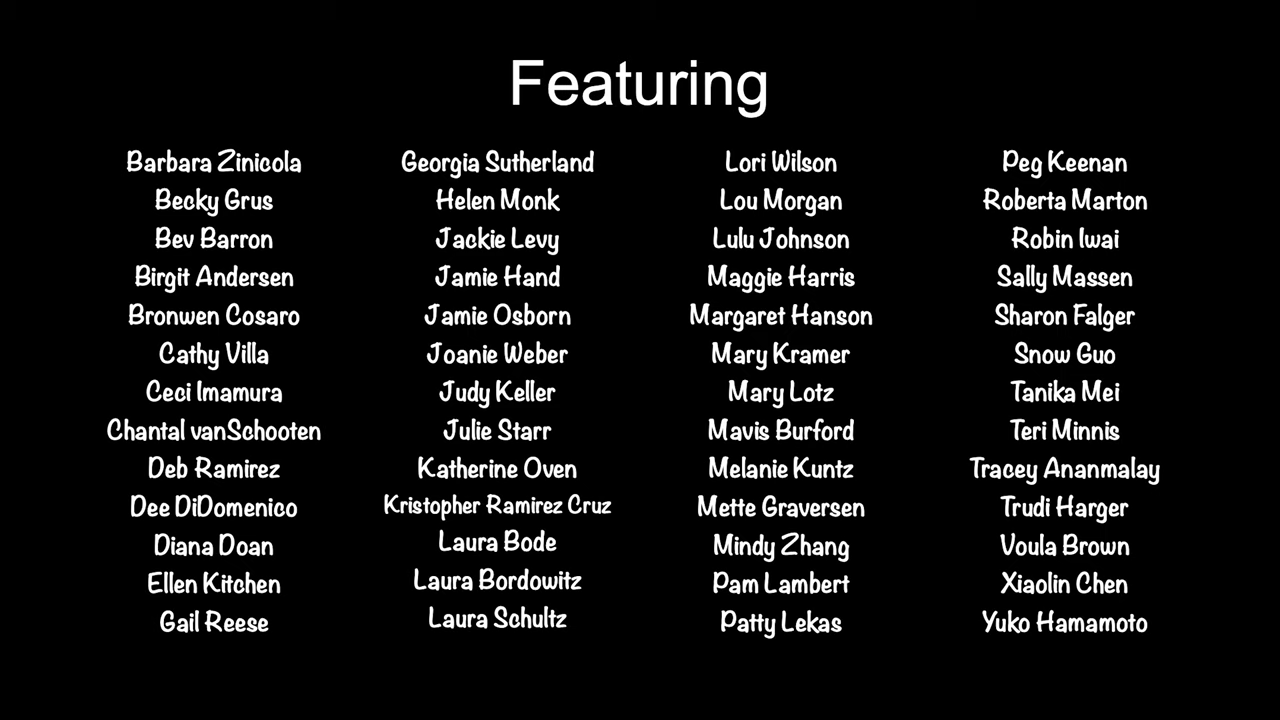 Featuring
Barbara Zinicola
Becky Grus
Bev Barron
Birgit Andersen
Bronwen Cosaro
Cathy Villa
Ceci Imamura
Chantal vanSchooten
Deb Ramirez
Dee DiDomenico
Diana Doan
Ellen Kitchen
Gail Reese
Georgia Sutherland
Helen Monk
Jackie Levy
Jamie Hand
Jamie Osborn
Joanie Weber
Judy Keller
Julie Starr
Katherine Oven
Kristopher Ramirez Cruz
Laura Bode
Laura Bordowitz
Laura Schultz
Lori Wilson
Lou Morgan
Lulu Johnson
Maggie Harris
Margaret Hanson
Mary Kramer
Mary Lotz
Mavis Burford
Melanie Kuntz
Mette Graversen
Mindy Zhang
Pam Lambert
Patty Lekas
Peg Keenan
Roberta Marton
Robin Iwai
Sally Massen
Sharon Falger
Snow Guo
Tanika Mei
Teri Minnis
Tracey Ananmalay
Trudi Harger
Voula Brown
Xiaolin Chen
Yuko Hamamoto